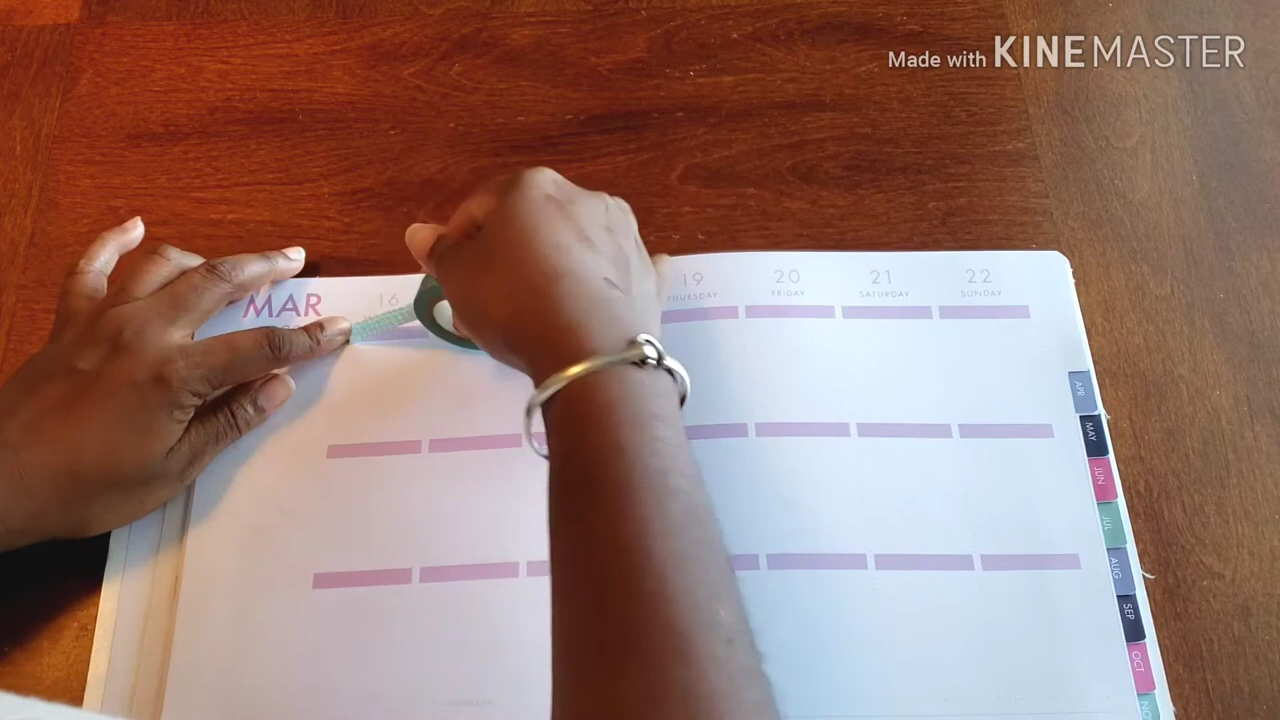 Made with KINEMASTER
MAR
16
19
THURSDAY
20
FRIDAY
21
SATURDAY
22
SUNDAY
APR
MAY
JUN
JUL
AUG
SEP
OCT
NO